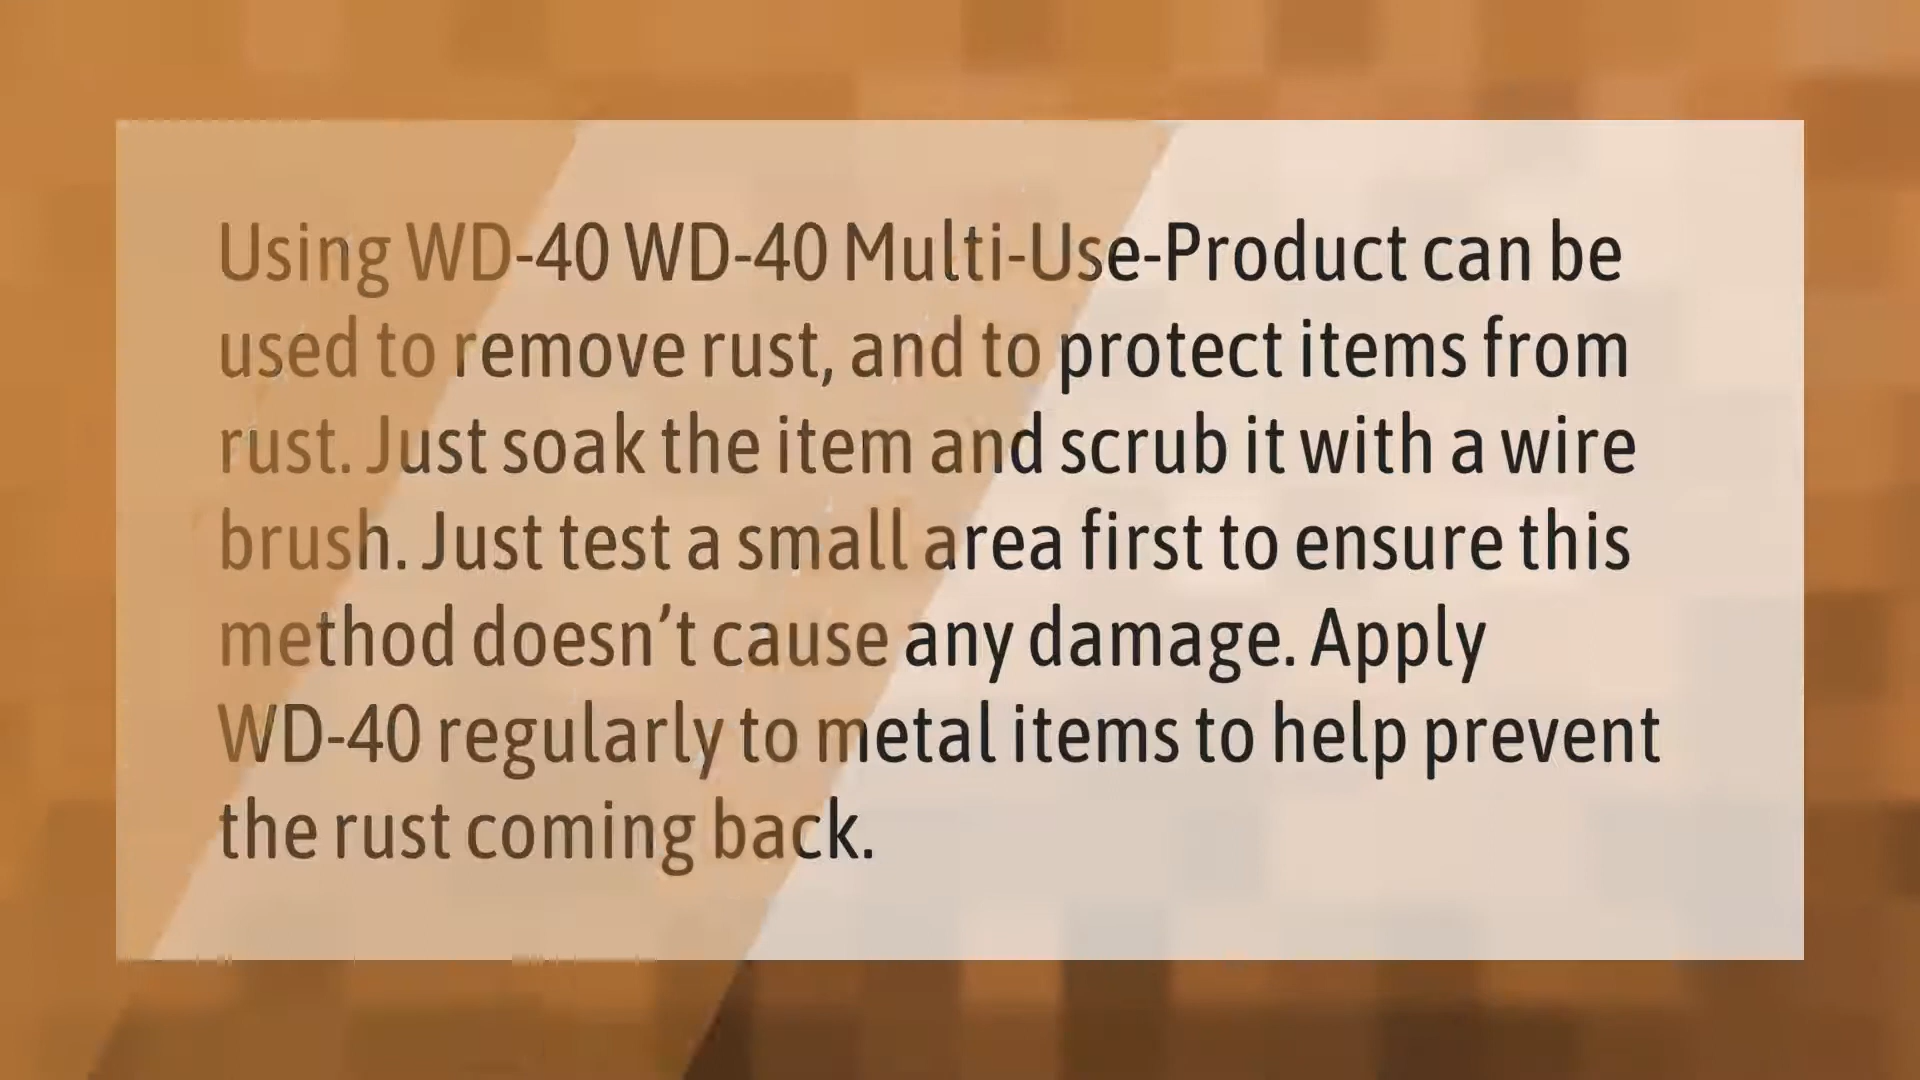 Using WD-40 WD-40 Multi-Use-Product can be
used to remove rust, and to protect items from
rust. Just soak the item and scrub it with a wire
brush. Just test a small area first to ensure this
method doesn’t cause any damage. Apply
WD-40 regularly to metal items to help prevent
the rust coming back.